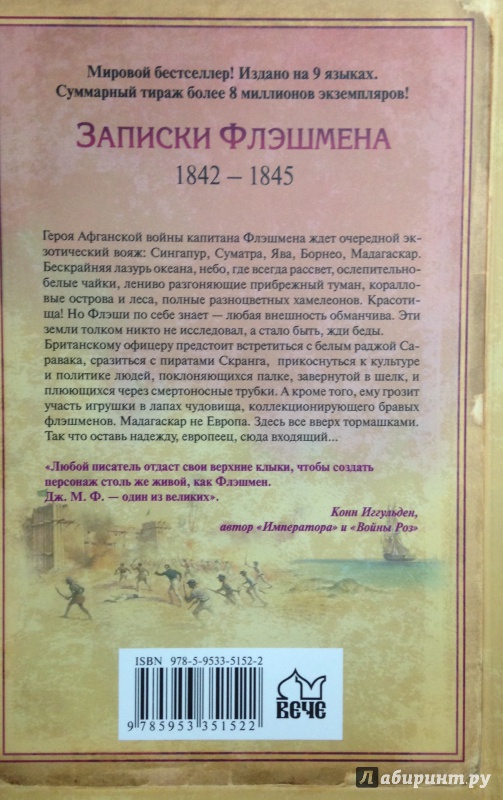 Мировой бестселлер! Издано на 9 языках.
Суммарный тираж более 8 миллионов экземпляров!
Записки Флэшмена
1842 – 1845
Героя Афганской войны капитана Флэшмена ждет очередной эк-
зотический вояж: Сингапур, Суматра, Ява, Борнео, Мадагаскар.
Бескрайняя лазурь океана, небо, где всегда рассвет, ослепительно-
белые чайки, лениво разгоняющие прибрежный туман, коралло-
вые острова и леса, полные разноцветных хамелеонов. Красоти-
ща! Но Флэши по себе знает — любая внешность обманчива. Эти
земли толком никто не исследовал, а стало быть, жди беды.
Британскому офицеру предстоит встретиться с белым раджой Са-
равака, сразиться с пиратами Скранга, прикоснуться к культуре
и политике людей, поклоняющихся палке, завернутой в шелк, и
плюющихся через смертоносные трубки. А кроме того, ему грозит
участь игрушки в лапах чудовища, коллекционирующего бравых
флэшменов. Мадагаскар не Европа. Здесь все вверх тормашками.
Так что оставь надежду, европеец, сюда входящий...
«Любой писатель отдаст свои верхние клыки, чтобы создать
персонаж столь же живой, как Флэшмен.
Дж. М. Ф. — один из великих».
Конн Иггульден,
автор «Императора» и «Войны Роз»
ISBN 978-5-9533-5152-2
9 785953 351522
ВЕЧЕ
Лабиринт.ру